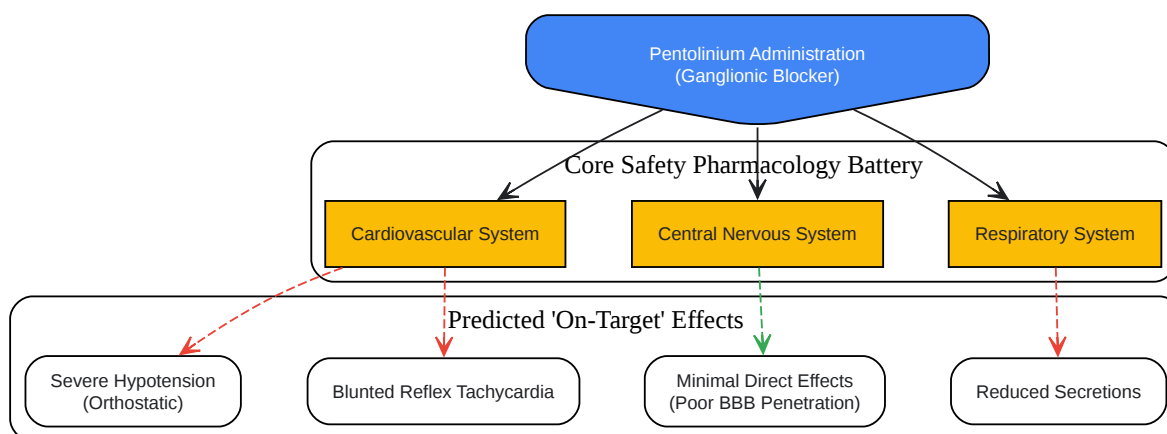 Pentolinium Administration
(Ganglionic Blocker)
Core Safety Pharmacology Battery
Cardiovascular System
Central Nervous System
Respiratory System
Predicted 'On-Target' Effects
Severe Hypotension
(Orthostatic)
Blunted Reflex Tachycardia
Minimal Direct Effects
(Poor BBB Penetration)
Reduced Secretions